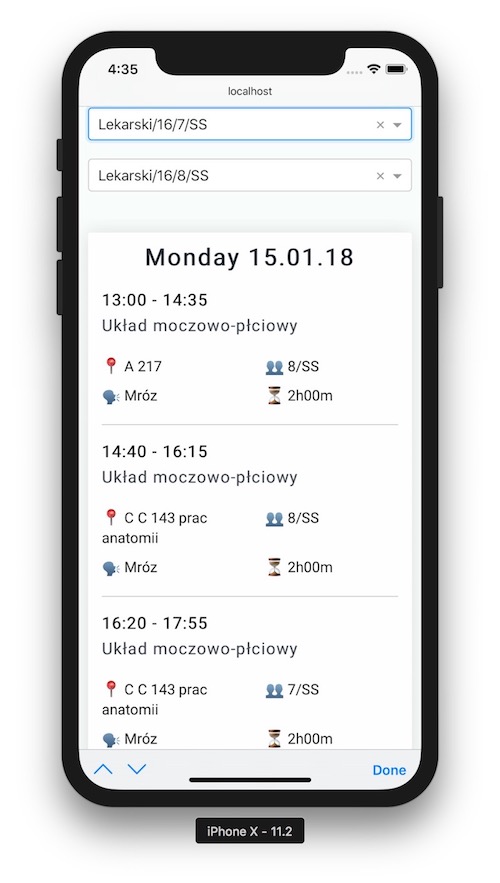 4:35
localhost
Lekarski/16/7/SS
Lekarski/16/8/SS
Monday 15.01.18
13:00 - 14:35
Układ moczowo-płciowy
A 217
8/SS
Mróz
2h00m
14:40 - 16:15
Układ moczowo-płciowy
C C 143 prac
anatomii
8/SS
Mróz
2h00m
16:20 - 17:55
Układ moczowo-płciowy
C C 143 prac
anatomii
7/SS
Mróz
2h00m
Done
iPhone X - 11.2